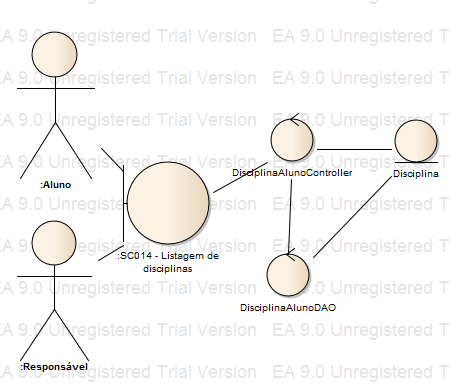 EA 9.0 Unregistered Trial Version EA 9.0 Unregistered T
EA 9.0 Unregistered Trial Version EA 9.0 Unregistered T
EA 9.0 Unregistered Trial Version EA 9.0 Unregistered T
DisciplinaAlunoController
Disciplina
:Aluno
EA 9.0 Unregistered Trial Version EA 9.0 Unregistered T
EA 9.0 Unregistered Trial Version EA 9.0 Unregistered T
:SC014 - Listagem de
disciplinas
EA 9.0 Unregistered Trial Version EA 9.0 Unregistered T
EA 9.0 Unregistered Trial Version EA 9.0 Unregistered T
DisciplinaAlunoDAO
EA 9.0 Unregistered Trial Version EA 9.0 Unregistered T
:Responsável
EA 9.0 Unregistered Trial Version EA 9.0 Unregistered T